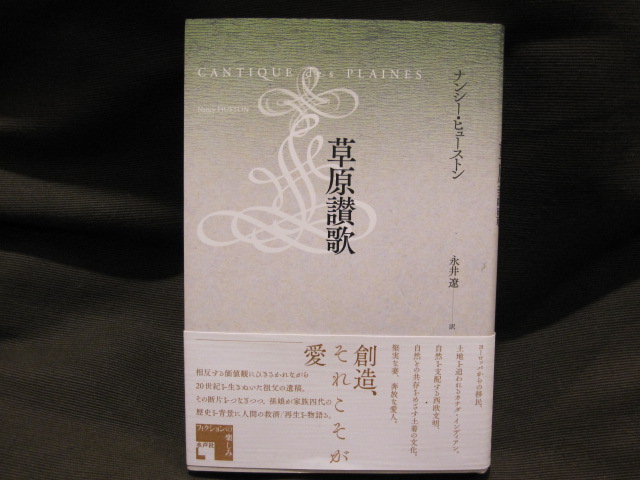 CANTIQUE des PLAINES
Nancy HUSTON
ナンシー・ヒューストン
草原讃歌
永井遼 訳
ヨーロッパからの移民。
土地を追われるカナダ・インディアン。
自然を支配する西欧文明、
自然との共存をめざす土着の文化。
堅実な妻、奔放な愛人。
創造、
それこそが
愛
相反する価値観に引きさかれながら
20世紀を生きぬいた祖父の遺稿。
その断片をつなぎつつ、孫娘が家族四代の
歴史を背景に人間の救済/再生を物語る。
フィクションの楽しみ
水声社